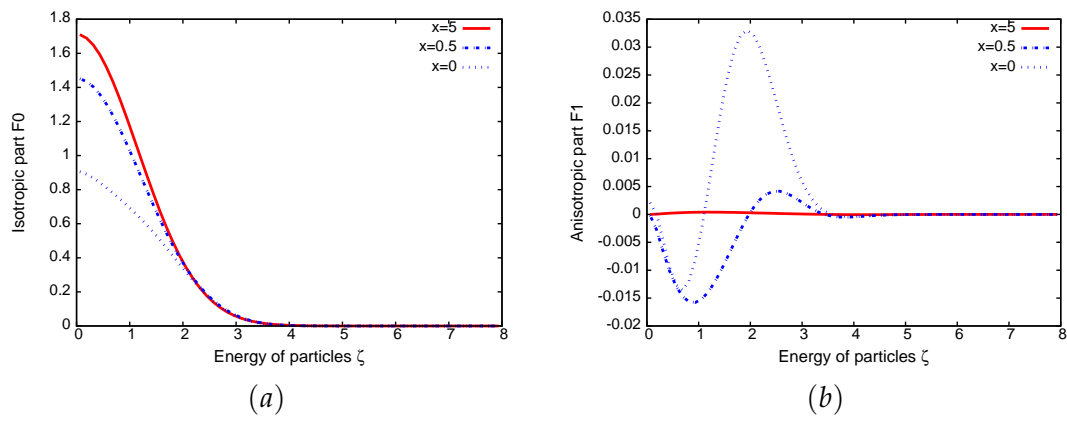 Isotropic part F0
1.8
1.6
1.4
1.2
1
0.8
0.6
0.4
0.2
0
0 1 2 3 4 5 6 7 8
Energy of particles ζ
x=5
x=0.5
x=0
(a)
Anisotropic part F1
0.035
0.03
0.025
0.02
0.015
0.01
0.005
0
-0.005
-0.01
-0.015
-0.02
0 1 2 3 4 5 6 7 8
Energy of particles ζ
x=5
x=0.5
x=0
(b)